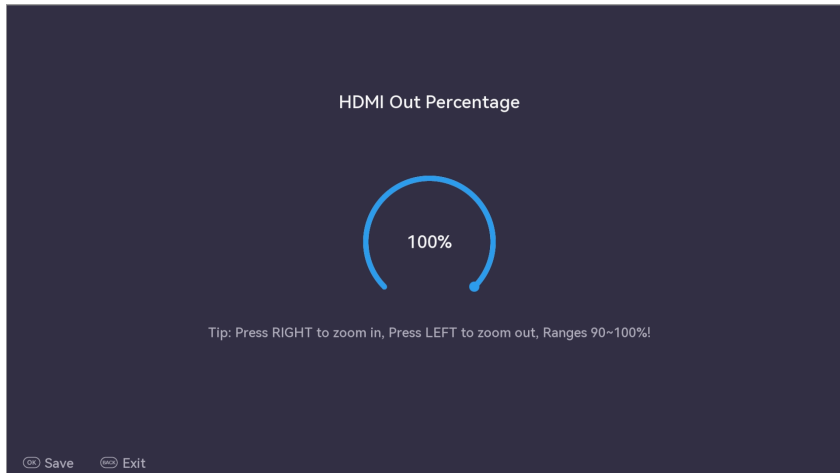 HDMI Out Percentage
100%
Tip: Press RIGHT to zoom in, Press LEFT to zoom out, Ranges 90~100%!
OK Save BACK Exit